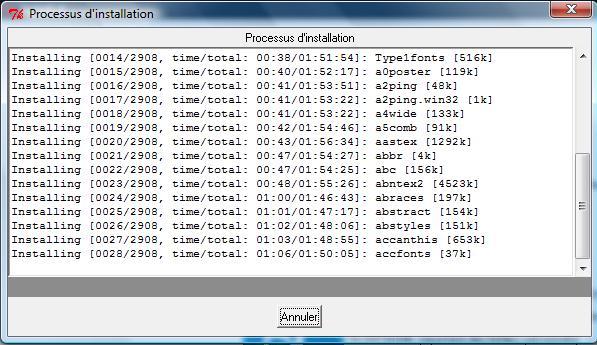 Processus d'installation
Processus d'installation
Installing [0014/2908, time/total: 00:38/01:51:54]: Type1fonts [516k]
Installing [0015/2908, time/total: 00:40/01:52:17]: a0poster [119k]
Installing [0016/2908, time/total: 00:41/01:53:51]: a2ping [48k]
Installing [0017/2908, time/total: 00:41/01:53:22]: a2ping.win32 [1k]
Installing [0018/2908, time/total: 00:41/01:53:22]: a4wide [133k]
Installing [0019/2908, time/total: 00:42/01:54:46]: a5comb [91k]
Installing [0020/2908, time/total: 00:43/01:56:34]: aastex [1292k]
Installing [0021/2908, time/total: 00:47/01:54:27]: abbr [4k]
Installing [0022/2908, time/total: 00:47/01:54:25]: abc [156k]
Installing [0023/2908, time/total: 00:48/01:55:26]: abntex2 [4523k]
Installing [0024/2908, time/total: 01:00/01:46:43]: abraces [197k]
Installing [0025/2908, time/total: 01:01/01:47:17]: abstract [154k]
Installing [0026/2908, time/total: 01:02/01:48:06]: abstyles [151k]
Installing [0027/2908, time/total: 01:03/01:48:55]: accanthis [653k]
Installing [0028/2908, time/total: 01:06/01:50:05]: accfonts [37k]
Annuler